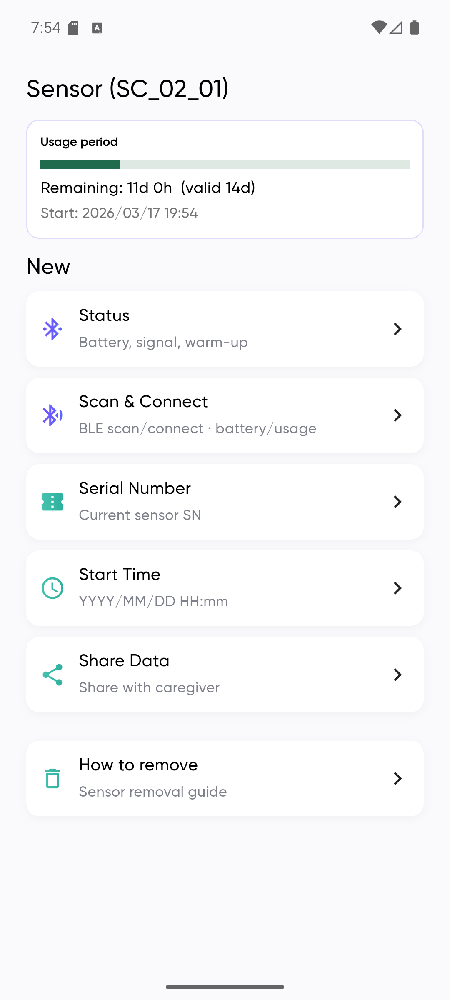 7:54
Sensor (SC_02_01)
Usage period
Remaining: 11d 0h  (valid 14d)
Start: 2026/03/17 19:54
New
Status
Battery, signal, warm-up
Scan & Connect
BLE scan/connect · battery/usage
Serial Number
Current sensor SN
Start Time
YYYY/MM/DD HH:mm
Share Data
Share with caregiver
How to remove
Sensor removal guide